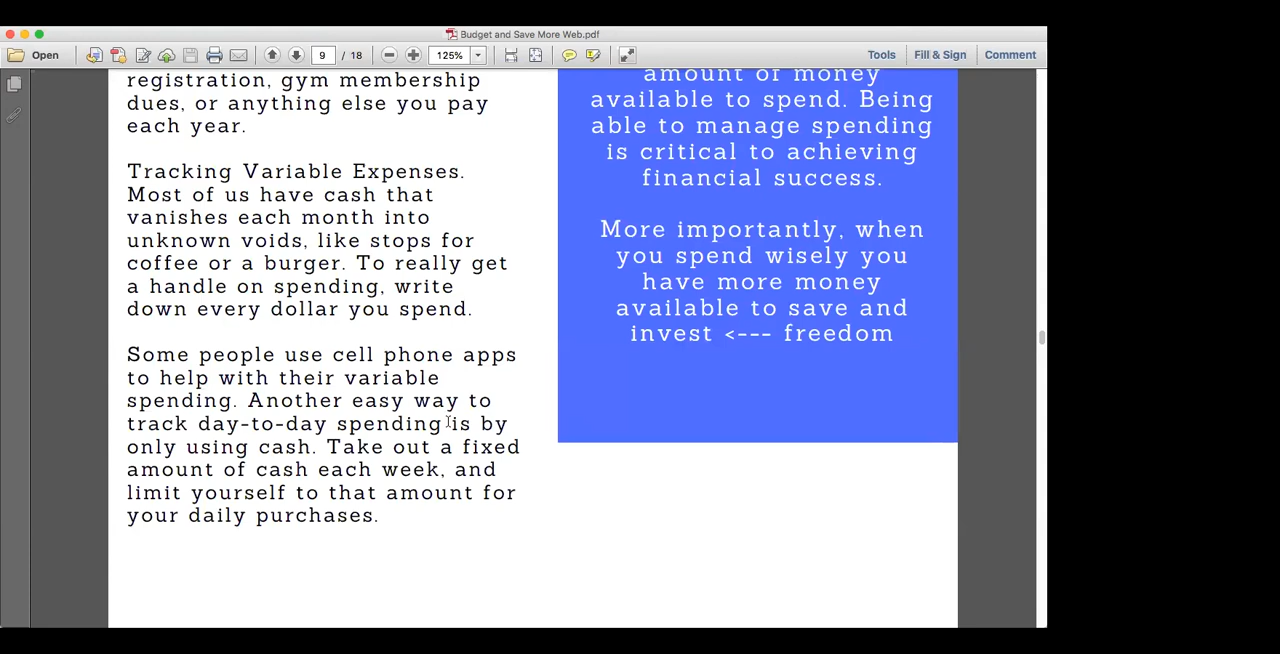 Budget and Save More Web.pdf
Open
9 / 18
125%
Tools
Fill & Sign
Comment
registration, gym membership
dues, or anything else you pay
each year.
Tracking Variable Expenses.
Most of us have cash that
vanishes each month into
unknown voids, like stops for
coffee or a burger. To really get
a handle on spending, write
down every dollar you spend.
Some people use cell phone apps
to help with their variable
spending. Another easy way to
track day-to-day spending is by
only using cash. Take out a fixed
amount of cash each week, and
limit yourself to that amount for
your daily purchases.
amount of money
available to spend. Being
able to manage spending
is critical to achieving
financial success.
More importantly, when
you spend wisely you
have more money
available to save and
invest <--- freedom